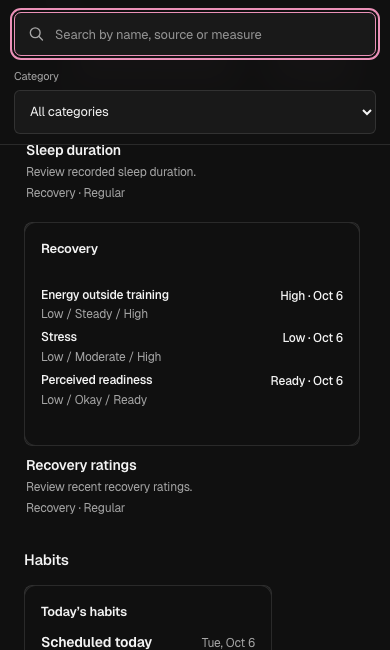 Search by name, source or measure
Category
All categories
Sleep duration
Review recorded sleep duration.
Recovery · Regular
Recovery
Energy outside training High · Oct 6
Low / Steady / High
Stress Low · Oct 6
Low / Moderate / High
Perceived readiness Ready · Oct 6
Low / Okay / Ready
Recovery ratings
Review recent recovery ratings.
Recovery · Regular
Habits
Today's habits
Scheduled today Tue, Oct 6